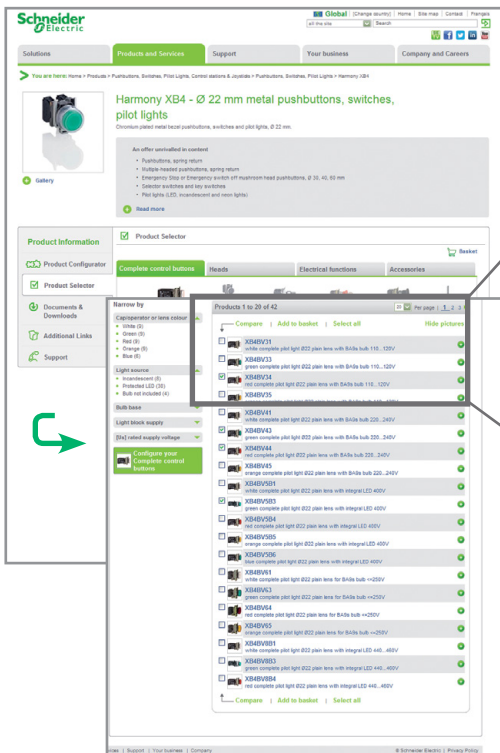 Schneider
Electric
Global | [Change country] | Home | Site map | Contact | Français
all the site Search
Solutions
Products and Services
Support
Your business
Company and Careers
You are here: Home > Products > Pushbuttons, Switches, Pilot Lights, Control stations & Joysticks > Pushbuttons, Switches, Pilot Lights > Harmony XB4
Harmony XB4 - Ø 22 mm metal pushbuttons, switches,
pilot lights
Chromium plated metal bezel pushbuttons, switches and pilot lights, Ø 22 mm.
An offer unrivalled in content
• Pushbuttons, spring return
• Multiple-headed pushbuttons, spring return
• Emergency Stop or Emergency switch off mushroom head pushbuttons, Ø 30, 40, 60 mm
• Selector switches and key switches
• Pilot lights (LED, incandescent and neon lights)
Gallery
Read more
Product Information
Product Configurator
Product Selector
Documents &
Downloads
Additional Links
Support
Product Selector
Basket
Complete control buttons
Heads
Electrical functions
Accessories
Narrow by
Cap/operator or lens colour
White (9)
Green (9)
Red (9)
Orange (9)
Blue (6)
Light source
Incandescent (8)
Protected LED (30)
Bulb not included (4)
Bulb base
Light block supply
[Us] rated supply voltage
Configure your
Complete control
buttons
Products 1 to 20 of 42
Per page | 1 2 3
Compare | Add to basket | Select all
Hide pictures
XB4BV31
white complete pilot light Ø22 plain lens with BA9s bulb 110...120V
XB4BV33
green complete pilot light Ø22 plain lens with BA9s bulb 110...120V
XB4BV34
red complete pilot light Ø22 plain lens with BA9s bulb 110...120V
XB4BV35
XB4BV41
white complete pilot light Ø22 plain lens with BA9s bulb 220...240V
XB4BV43
green complete pilot light Ø22 plain lens with BA9s bulb 220...240V
XB4BV44
red complete pilot light Ø22 plain lens with BA9s bulb 220...240V
XB4BV45
orange complete pilot light Ø22 plain lens with BA9s bulb 220...240V
XB4BV5B1
white complete pilot light Ø22 plain lens with integral LED 400V
XB4BV5B3
green complete pilot light Ø22 plain lens with integral LED 400V
XB4BV5B4
red complete pilot light Ø22 plain lens with integral LED 400V
XB4BV5B5
orange complete pilot light Ø22 plain lens with integral LED 400V
XB4BV5B6
blue complete pilot light Ø22 plain lens with integral LED 400V
XB4BV61
white complete pilot light Ø22 plain lens for BA9s bulb <=250V
XB4BV63
green complete pilot light Ø22 plain lens for BA9s bulb <=250V
XB4BV64
red complete pilot light Ø22 plain lens for BA9s bulb <=250V
XB4BV65
orange complete pilot light Ø22 plain lens for BA9s bulb <=250V
XB4BV8B1
white complete pilot light Ø22 plain lens with integral LED 440...460V
XB4BV8B3
green complete pilot light Ø22 plain lens with integral LED 440...460V
XB4BV8B4
red complete pilot light Ø22 plain lens with integral LED 440...460V
Compare | Add to basket | Select all
| Support | Your business | Company
© Schneider Electric | Privacy Policy